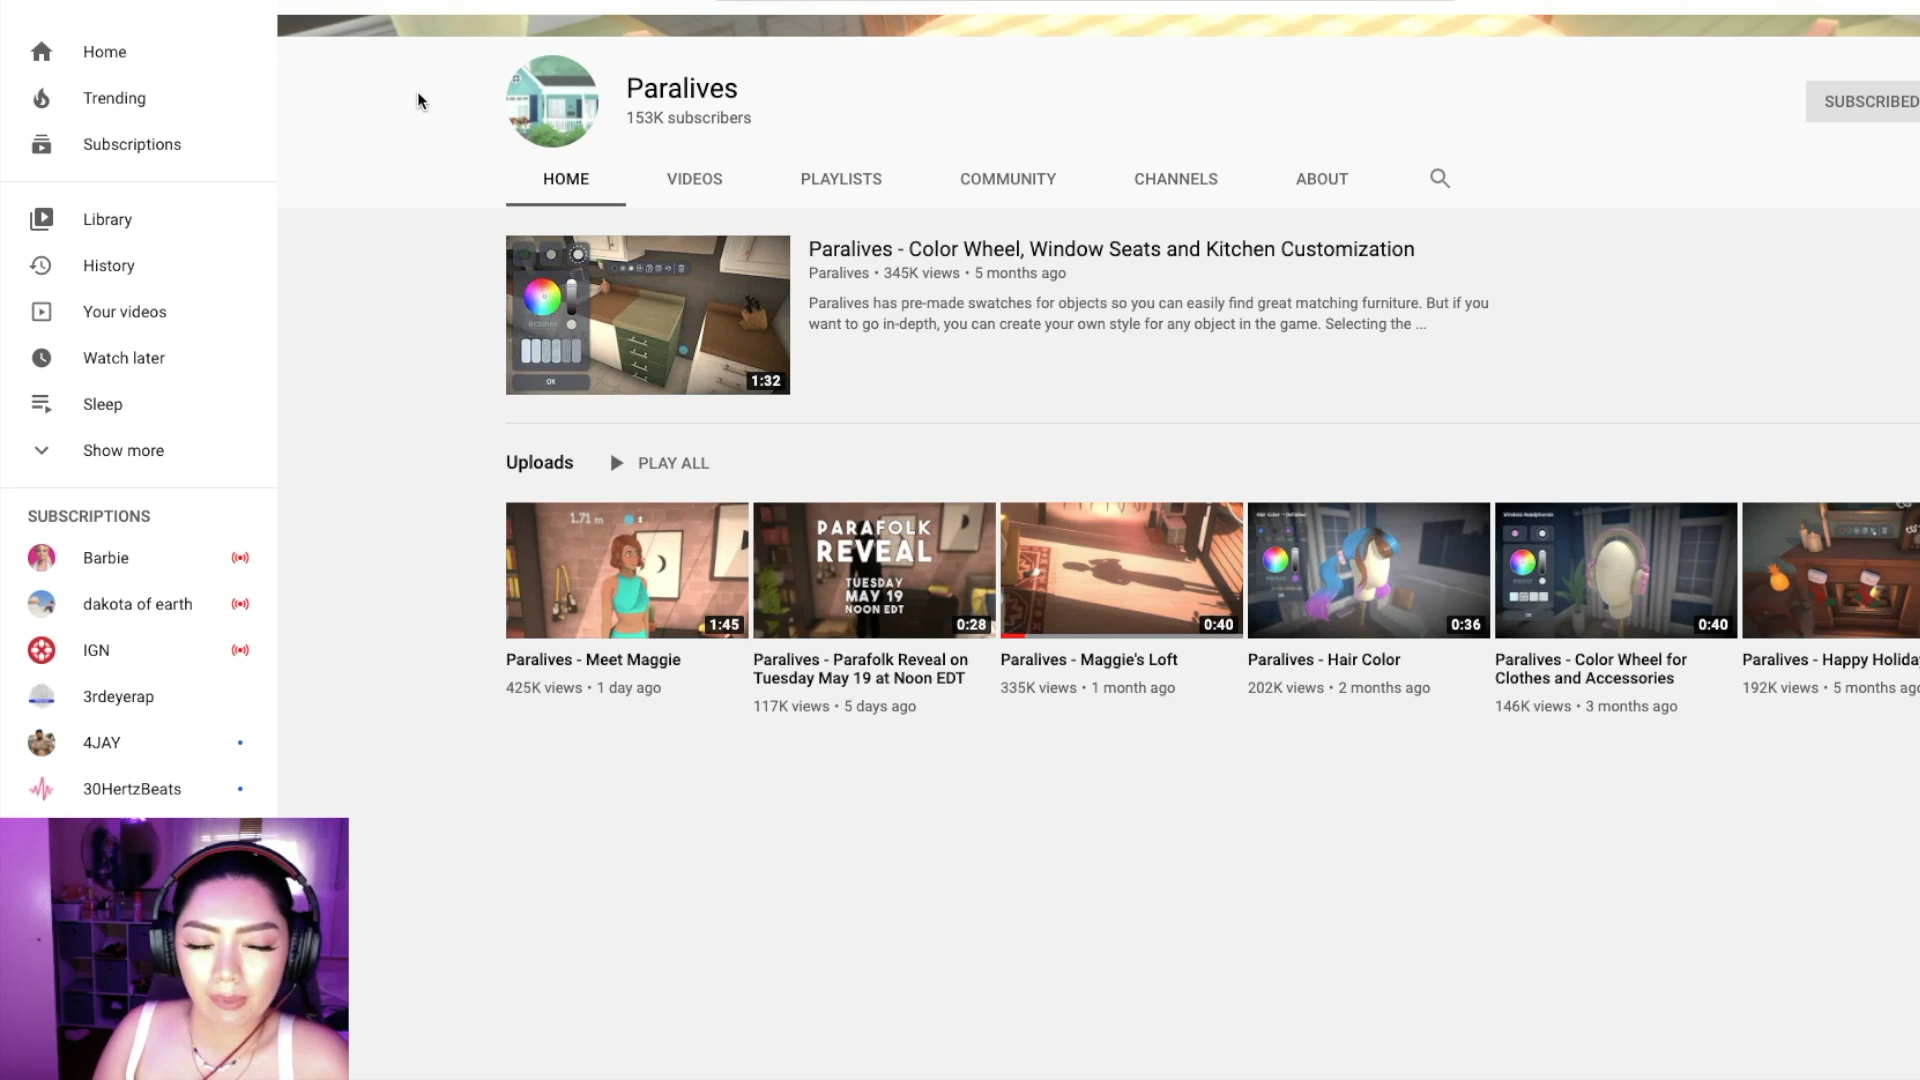 Home
Trending
Subscriptions
Library
History
Your videos
Watch later
Sleep
Show more
SUBSCRIPTIONS
Barbie
dakota of earth
IGN
3rdeyerap
4JAY
30HertzBeats
Paralives
153K subscribers
SUBSCRIBED
HOME VIDEOS PLAYLISTS COMMUNITY CHANNELS ABOUT
OK
1:32
Paralives - Color Wheel, Window Seats and Kitchen Customization
Paralives • 345K views • 5 months ago
Paralives has pre-made swatches for objects so you can easily find great matching furniture. But if you
want to go in-depth, you can create your own style for any object in the game. Selecting the ...
Uploads PLAY ALL
1.71 m
1:45
Paralives - Meet Maggie
425K views • 1 day ago
PARAFOLK
REVEAL
TUESDAY
MAY 19
NOON EDT
0:28
Paralives - Parafolk Reveal on
Tuesday May 19 at Noon EDT
117K views • 5 days ago
0:40
Paralives - Maggie's Loft
335K views • 1 month ago
0:36
Paralives - Hair Color
202K views • 2 months ago
0:40
Paralives - Color Wheel for
Clothes and Accessories
146K views • 3 months ago
Paralives - Happy Holida
192K views • 5 months ago